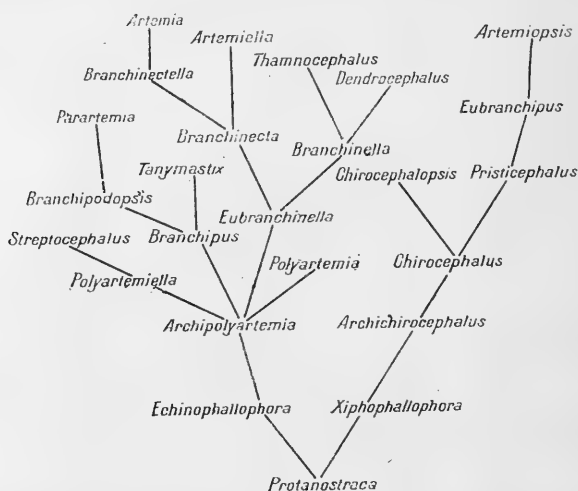 Artemia
Artemiella
Artemiopsis
Thamnocephalus
Branchinectella
Dendrocephalus
Eubranchipus
Parartemia
Branchinecta
Branchinella
Tanymastix
Chirocephalopsis
Pristicephalus
Branchipodopsis
Eubranchinella
Streptocephalus
Branchipus
Polyartemia
Chirocephalus
Polyartemiella
Archipolyartemia
Archichirocephalus
Echinophallophora
Xiphophallophora
Protanostraca